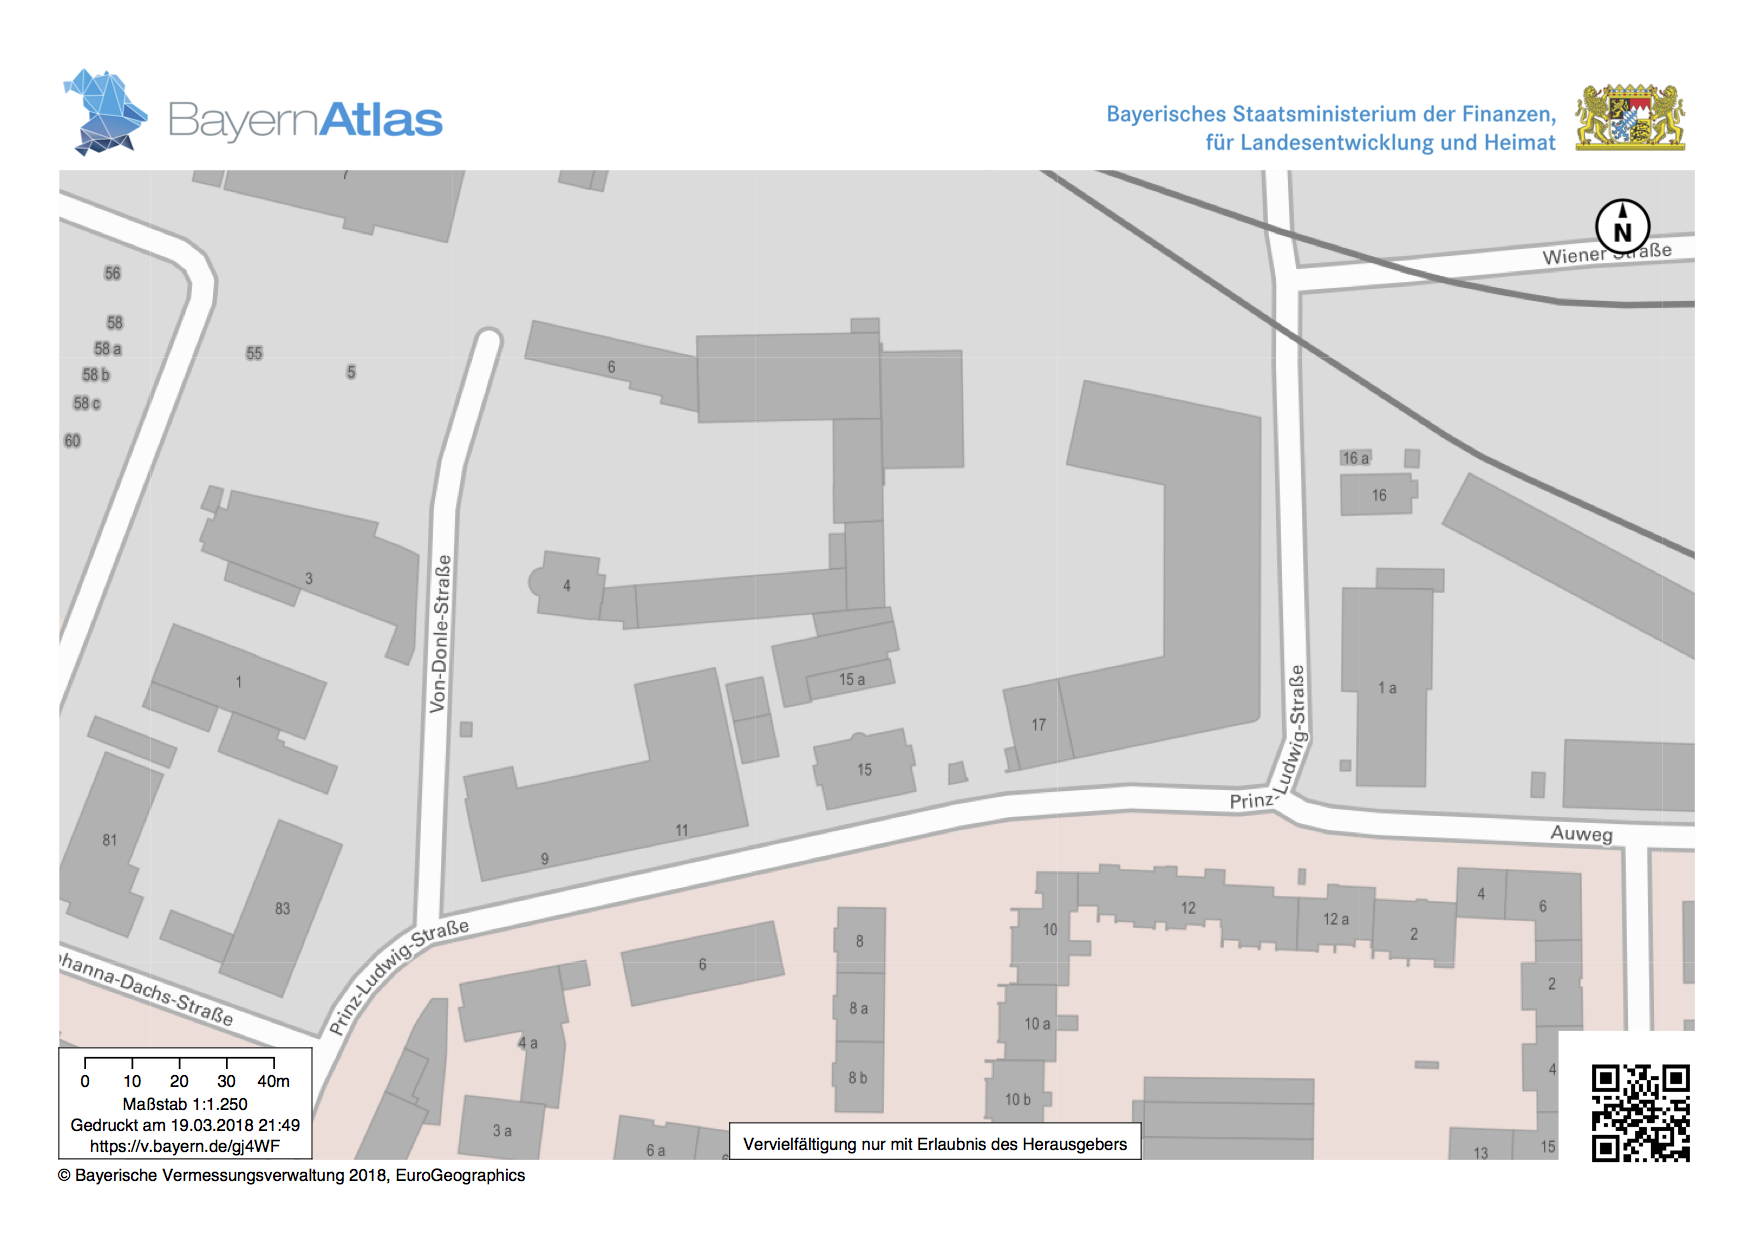 BayernAtlas
Bayerisches Staatsministerium der Finanzen,
für Landesentwicklung und Heimat
7
N
Wiener Straße
56
58
58 a
58 b
58 c
60
55
5
6
16 a
16
3
4
Von-Donle-Straße
1
15 a
1 a
17
15
Prinz-Ludwig-Straße
81
11
9
Auweg
83
Prinz-Ludwig-Straße
ohanna-Dachs-Straße
6
8
8 a
8 b
10
10 a
10 b
12
12 a
2
4
6
2
4
4 a
3 a
6 a
13
15
0 10 20 30 40m
Maßstab 1:1.250
Gedruckt am 19.03.2018 21:49
https://v.bayern.de/gj4WF
Vervielfältigung nur mit Erlaubnis des Herausgebers
© Bayerische Vermessungsverwaltung 2018, EuroGeographics